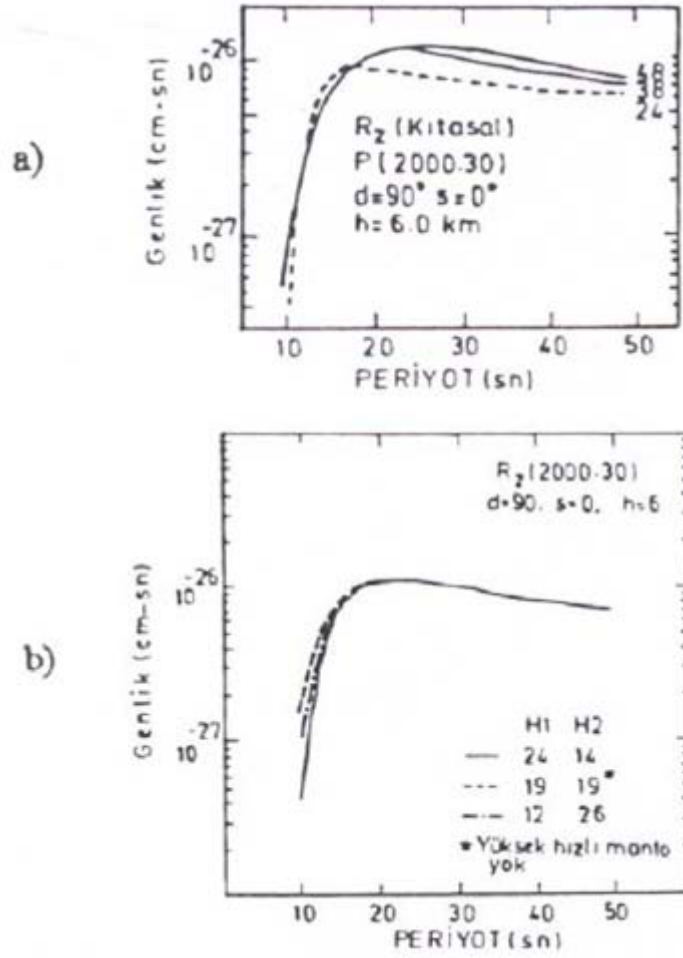 a)
Genlik (cm-sn)
10^-26
10^-27
48
38
24
R_z (Kıtasal)
P (2000.30)
d=90° s=0°
h=6.0 km
10 20 30 40 50
PERİYOT(sn)
b)
Genlik (cm-sn)
10^-26
10^-27
R_z(2000.30)
d=90. s=0. h=6
H1 H2
24 14
19 19*
12 26
* Yüksek hızlı manto
yok
10 20 30 40 50
PERİYOT(sn)